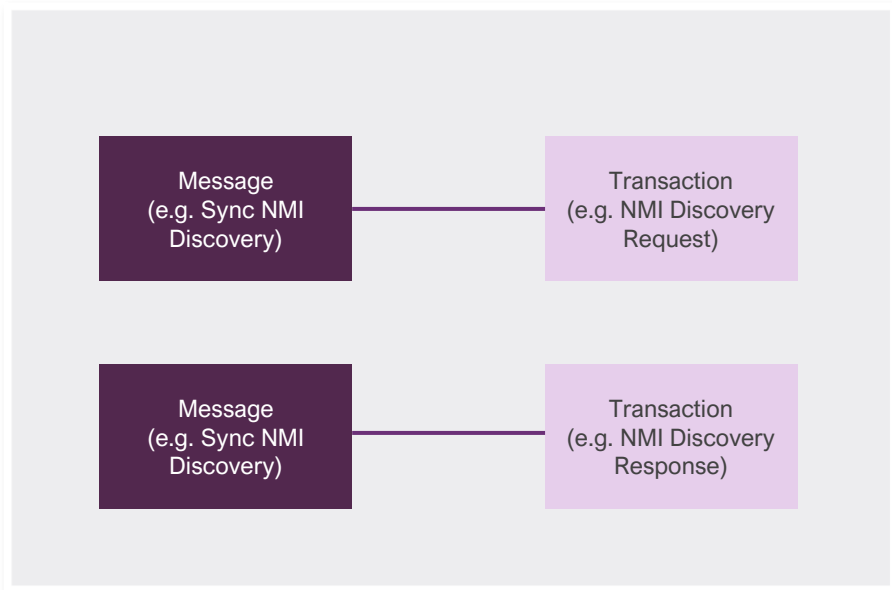 Message
(e.g. Sync NMI
Discovery)
Transaction
(e.g. NMI Discovery
Request)
Message
(e.g. Sync NMI
Discovery)
Transaction
(e.g. NMI Discovery
Response)